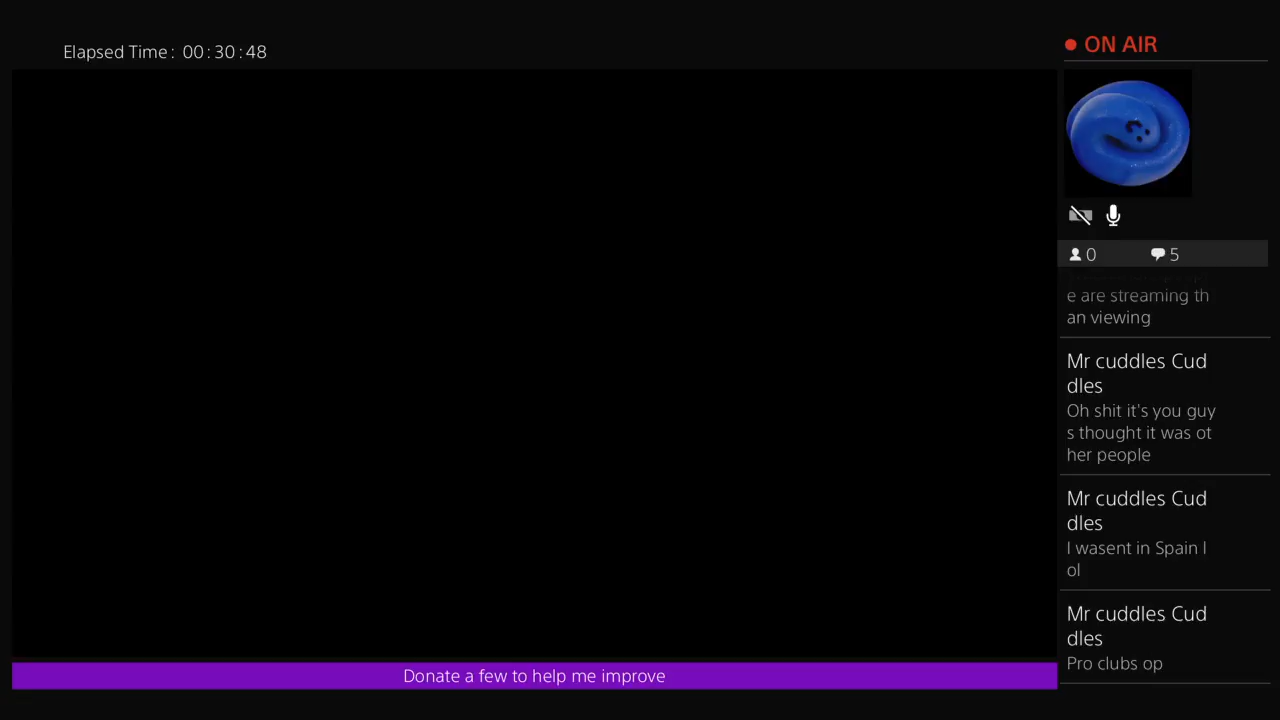 Elapsed Time: 00:30:48
ON AIR
0 5
e are streaming th
an viewing
Mr cuddles Cud
dles
Oh shit it's you guy
s thought it was ot
her people
Mr cuddles Cud
dles
I wasent in Spain l
ol
Mr cuddles Cud
dles
Pro clubs op
Donate a few to help me improve